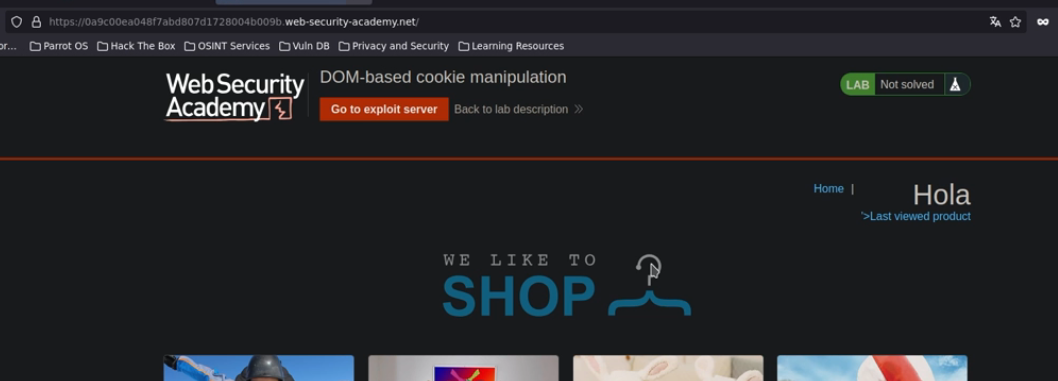 https://0a9c00ea048f7abd807d1728004b009b.web-security-academy.net/
or... Parrot OS Hack The Box OSINT Services Vuln DB Privacy and Security Learning Resources
Web Security Academy
DOM-based cookie manipulation
LAB Not solved
Go to exploit server Back to lab description
Home | Hola
'>Last viewed product
WE LIKE TO
SHOP